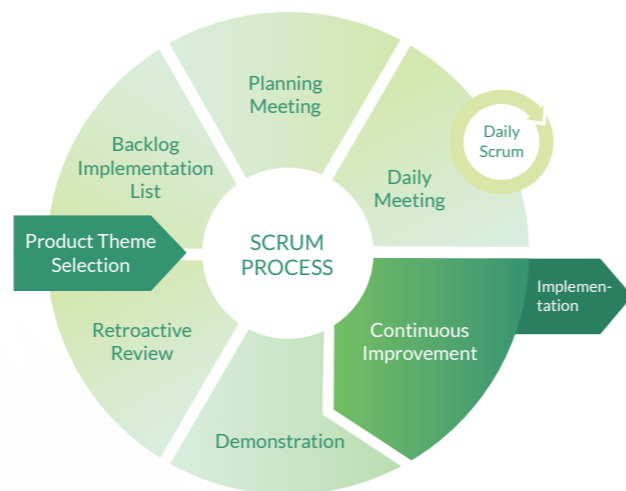 Planning
Meeting
Daily
Scrum
Backlog
Implementation
List
Daily
Meeting
Product Theme
Selection
SCRUM
PROCESS
Implemen-
tation
Retroactive
Review
Continuous
Improvement
Demonstration